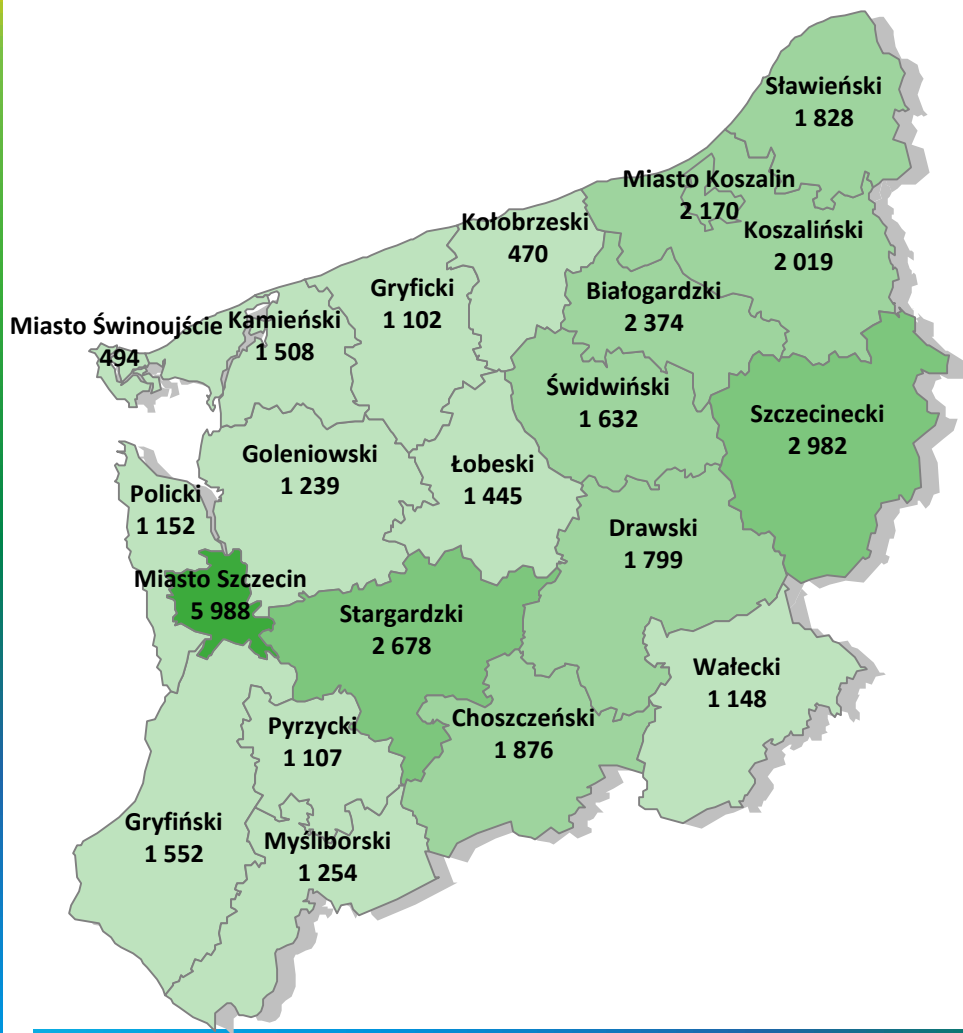 Sławieński
1 828
Miasto Koszalin
2 170
Koszaliński
2 019
Kołobrzeski
470
Białogardzki
2 374
Gryficki
1 102
Kamieński
1 508
Miasto Świnoujście
494
Świdwiński
1 632
Szczecinecki
2 982
Goleniowski
1 239
Łobeski
1 445
Policki
1 152
Drawski
1 799
Miasto Szczecin
5 988
Stargardzki
2 678
Wałecki
1 148
Choszczeński
1 876
Pyrzycki
1 107
Gryfiński
1 552
Myśliborski
1 254